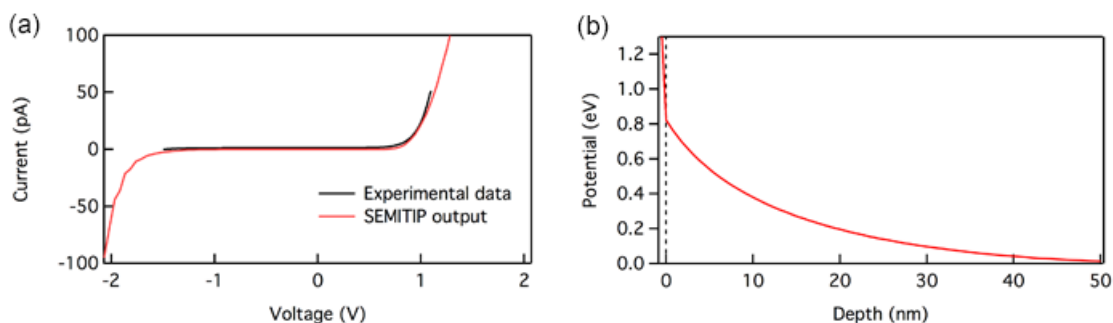 (a)
100
50
0
-50
-100
Current (pA)
Experimental data
SEMITIP output
-2
-1
0
1
2
Voltage (V)
(b)
1.2
1.0
0.8
0.6
0.4
0.2
0.0
Potential (eV)
0
10
20
30
40
50
Depth (nm)